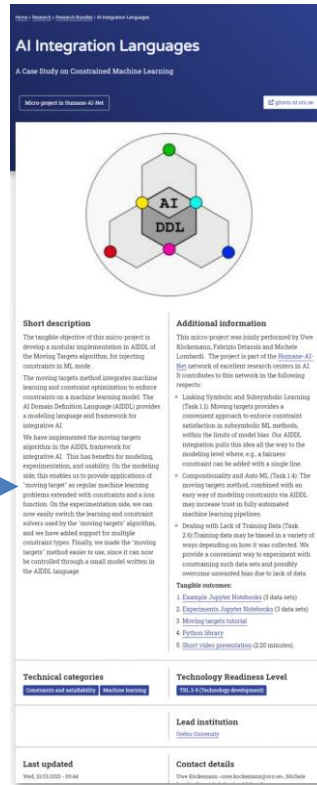 Home » Research » Research Bundles » AI Integration Languages
AI Integration Languages
A Case Study on Constrained Machine Learning
Micro-project in Humane-AI-Net
AI
DDL
Short description
The tangible objective of this micro-project is
develop a modular implementation in AIDDL of
the Moving Targets algorithm, for injecting
constraints in ML mode
The moving targets method integrates machine
learning and constraint optimization to enforce
constraints on a machine learning model. The
AI Domain Definition Language (AIDDL) provides
a modeling language and framework for
integrative AI.
We have implemented the moving targets
algorithm in the AIDDL framework for
integrative AI. This has benefits for modeling,
experimentation, and usability. On the modeling
side, this enables us to provide applications of
"moving target" as regular machine learning
problems extended with constraints and a loss
function. On the experimentation side, we can
now easily switch the learning and constraint
solvers used by the "moving targets" algorithm,
and we have added support for multiple
constraint types. Finally, we made the "moving
targets" method easier to use, since it can now
be controlled through a small model written in
the AIDDL language
Additional information
This micro-project was joinly performed by Uwe
Köckemann, Fabrizio Detassis and Michele
Lombardi. The project is part of the Humane-AI-
Net network of excellent research centers in AI.
It contributes to this network in the following
respects:
Linking Symbolic and Subsymbolic Learning
(Task 1.1): Moving targets provides a
convenient approach to enforce constraint
satisfaction in subsymbolic ML methods,
within the limits of model bias. Our AIDDL
integration pulls this idea all the way to the
modeling level where, e.g., a fairness
constraint can be added with a single line.
Compositionality and Auto ML (Task 1.4): The
moving targets method, combined with an
easy way of modeling constraints via AIDDL
may increase trust in fully automated
machine learning pipelines.
Dealing with Lack of Training Data (Task
2.6) Training data may be biased in a variety of
ways depending on how it was collected. We
provide a convenient way to experiment with
constraining such data sets and possibly
overcome unwanted bias due to lack of data
Tangible outcomes:
1. Example Jupyter Notebooks (3 data sets)
2. Experiments Jupyter Notebooks (3 data sets)
3. Moving targets tutorial
4. Python library
5. Short video presentation (2:20 minutes).
Technical categories
Constraints and satisfiability Machine learning
Technology Readiness Level
TRL 3-5 (Technology development)
Lead institution
Örebro University
Last updated
Wed, 10/13/2021 - 00:44
Contact details
Uwe Köckemann <uwe.kockemann@oru.se>, Michele